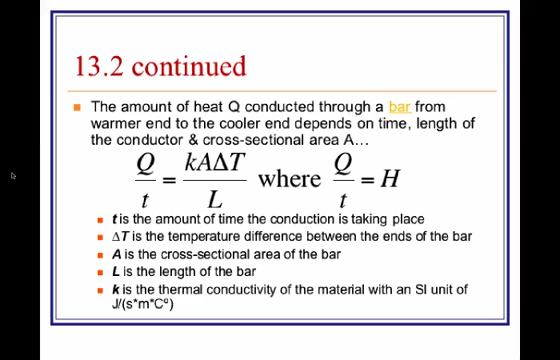 13.2 continued
The amount of heat Q conducted through a bar from
warmer end to the cooler end depends on time, length of
the conductor & cross-sectional area A…
Q/t = kAΔT/L where Q/t = H
t is the amount of time the conduction is taking place
ΔT is the temperature difference between the ends of the bar
A is the cross-sectional area of the bar
L is the length of the bar
k is the thermal conductivity of the material with an SI unit of
J/(s*m*Cº)